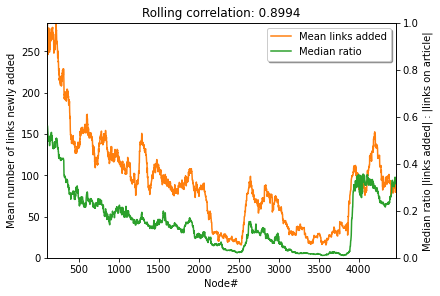 Rolling correlation: 0.8994
Mean links added
Median ratio
Mean number of links newly added
250
200
150
100
50
0
1.0
0.8
0.6
0.4
0.2
0.0
Median ratio |links added| : |links on article|
500 1000 1500 2000 2500 3000 3500 4000
Node#